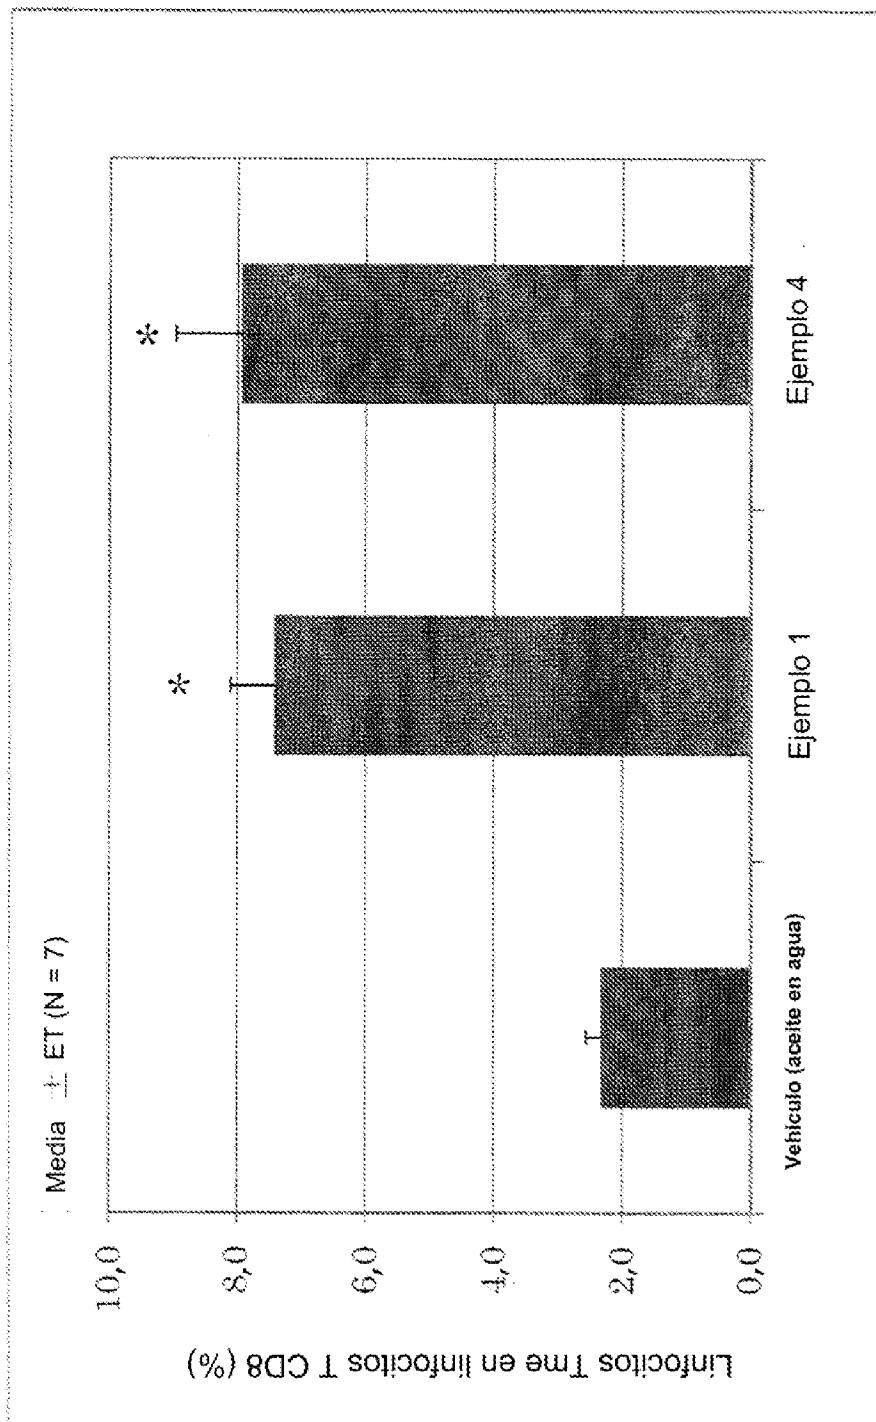 Media ± ET (N = 7)
Linfocitos Tme en linfocitos T CD8 (%)
10,0
8,0
6,0
4,0
2,0
0,0
*
*
Vehículo (aceite en agua)
Ejemplo 1
Ejemplo 4